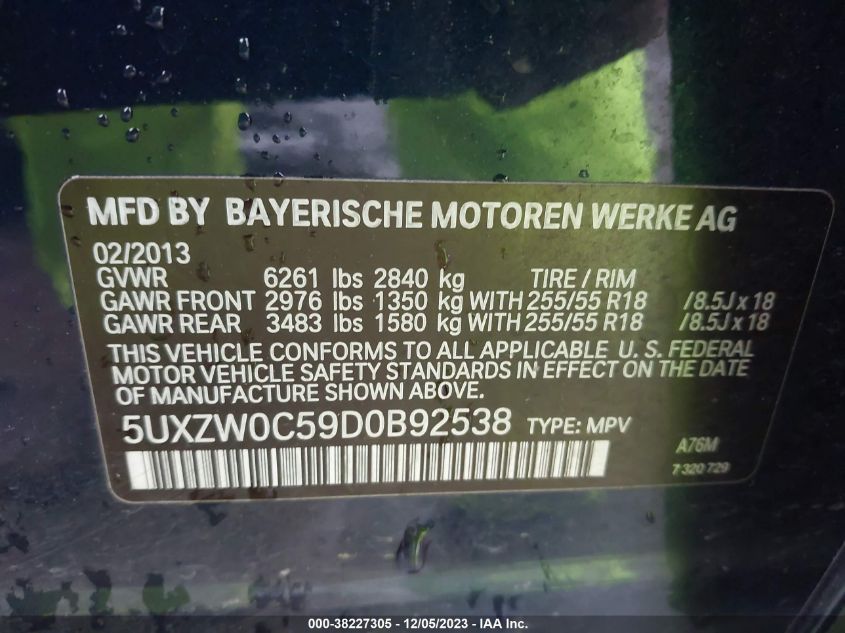 MFD BY BAYERISCHE MOTOREN WERKE AG
02/2013
GVWR 6261 lbs 2840 kg TIRE / RIM
GAWR FRONT 2976 lbs 1350 kg WITH 255/55 R18 /8.5J x 18
GAWR REAR 3483 lbs 1580 kg WITH 255/55 R18 /8.5J x 18
THIS VEHICLE CONFORMS TO ALL APPLICABLE U. S. FEDERAL
MOTOR VEHICLE SAFETY STANDARDS IN EFFECT ON THE DATE
OF MANUFACTURE SHOWN ABOVE.
5UXZW0C59D0B92538 TYPE: MPV
A76M
7 320 729
000-38227305 - 12/05/2023 - IAA Inc.